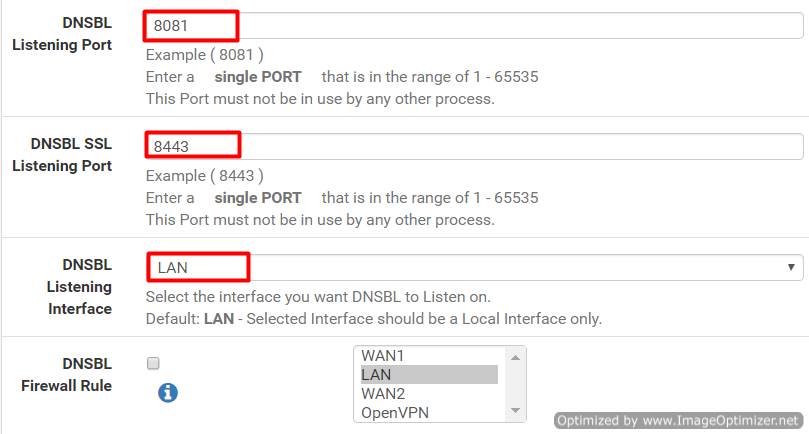 DNSBL
Listening Port
8081
Example ( 8081 )
Enter a single PORT that is in the range of 1 - 65535
This Port must not be in use by any other process.
DNSBL SSL
Listening Port
8443
Example ( 8443 )
Enter a single PORT that is in the range of 1 - 65535
This Port must not be in use by any other process.
DNSBL
Listening
Interface
LAN
Select the interface you want DNSBL to Listen on.
Default: LAN - Selected Interface should be a Local Interface only.
DNSBL
Firewall Rule
WAN1
LAN
WAN2
OpenVPN
Optimized by www.ImageOptimizer.net